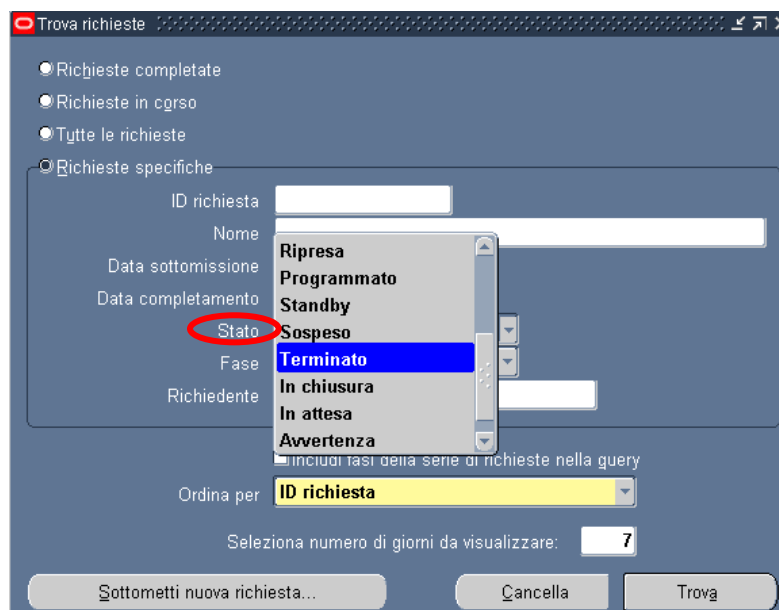 Trova richieste
Richieste completate
Richieste in corso
Tutte le richieste
Richieste specifiche
ID richiesta
Nome
Data sottomissione
Data completamento
Stato
Fase
Richiedente
Ripresa
Programmato
Standby
Sospeso
Terminato
In chiusura
In attesa
Avvertenza
Includi fasi della serie di richieste nella query
Ordina per ID richiesta
Seleziona numero di giorni da visualizzare: 7
Sottometti nuova richiesta... Cancella Trova